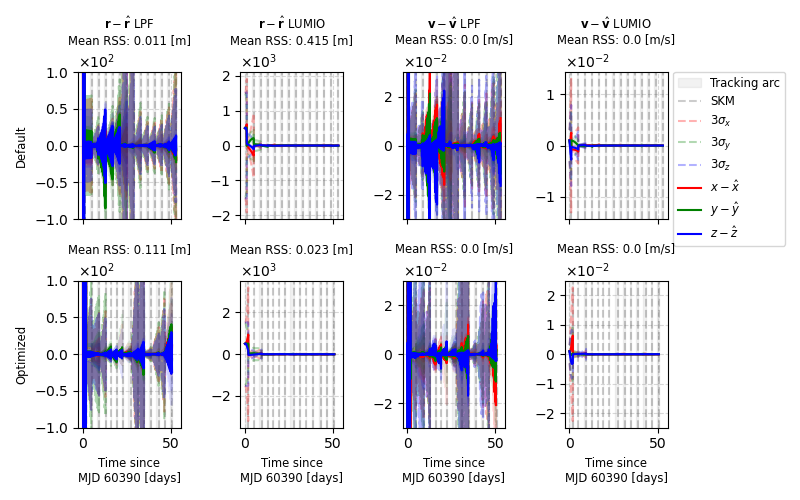 r − r̂ LPF
Mean RSS: 0.011 [m]
r − r̂ LUMIO
Mean RSS: 0.415 [m]
v − v̂ LPF
Mean RSS: 0.0 [m/s]
v − v̂ LUMIO
Mean RSS: 0.0 [m/s]
Default
×10²
1.0
0.5
0.0
−0.5
−1.0
×10³
2
1
0
−1
−2
×10⁻²
2
0
−2
×10⁻²
1
0
−1
Tracking arc
SKM
3σₓ
3σ_y
3σ_z
x − x̂
y − ŷ
z − ẑ
Mean RSS: 0.111 [m]
Mean RSS: 0.023 [m]
Mean RSS: 0.0 [m/s]
Mean RSS: 0.0 [m/s]
Optimized
×10²
1.0
0.5
0.0
−0.5
−1.0
×10³
2
0
−2
×10⁻²
2
0
−2
×10⁻²
2
1
0
−1
−2
0 50
0 50
0 50
0 50
Time since
MJD 60390 [days]
Time since
MJD 60390 [days]
Time since
MJD 60390 [days]
Time since
MJD 60390 [days]